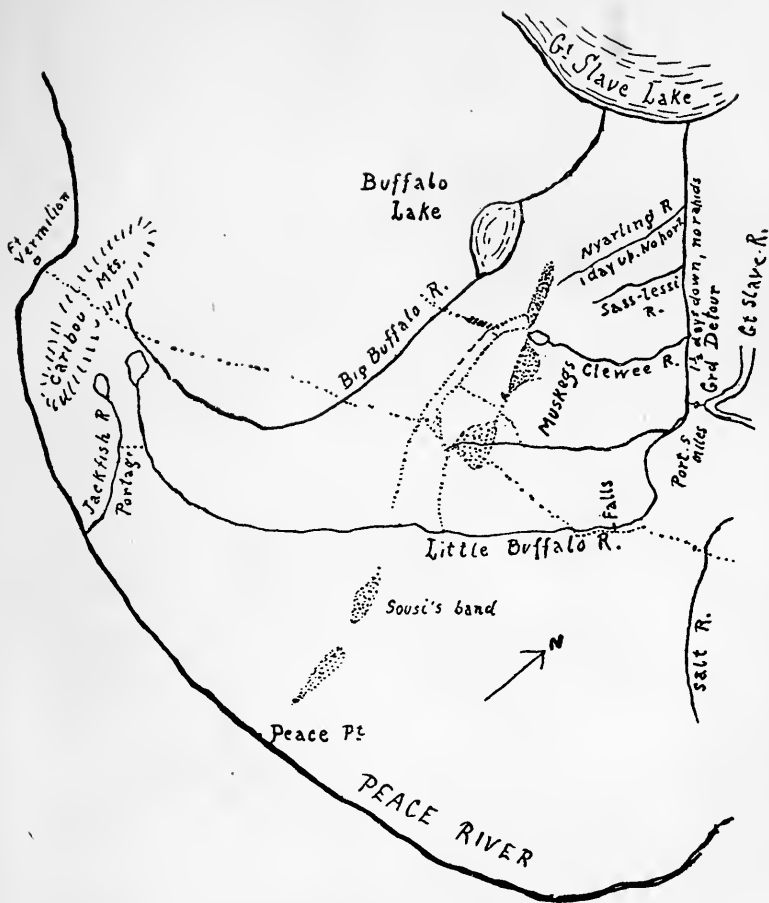 Gt Slave Lake
Buffalo
Lake
Ft
Vermilion
Caribou
Mts.
Big Buffalo R.
Nyarling R
1 day up. No hort
Sass-lessi
R.
1½ days down, no rapids
Grd Detour
Gt Slave R.
Clewee R.
Muskegs
Port. 5
miles
Jackfish R
Portage
Falls
Little Buffalo R.
Sousi's band
N
Salt R.
Peace Pt
PEACE RIVER